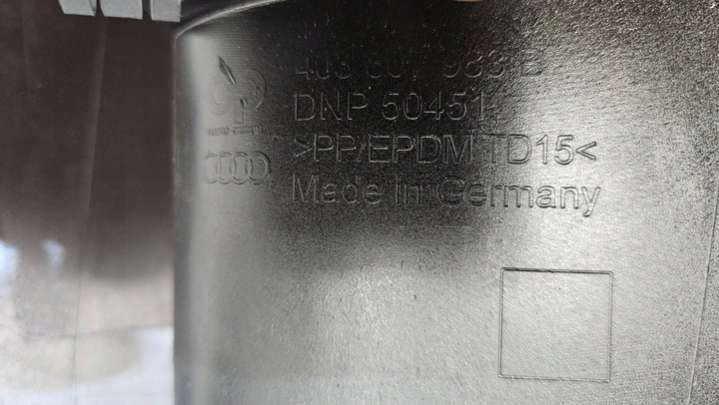 DNP 50451
>PP/EPDM TD15<
Made in Germany